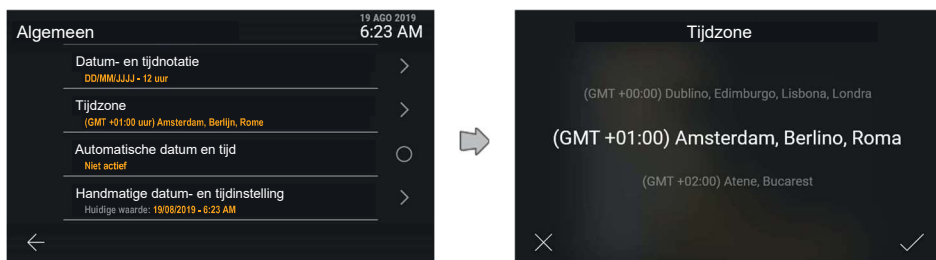 19 AGO 2019
Algemeen
6:23 AM
Datum- en tijdnotatie
DD/MM/JJJJ - 12 uur
Tijdzone
(GMT +01:00 uur) Amsterdam, Berlijn, Rome
Automatische datum en tijd
Niet actief
Handmatige datum- en tijdinstelling
Huidige waarde: 19/08/2019 - 6:23 AM
Tijdzone
(GMT +00:00) Dublino, Edimburgo, Lisbona, Londra
(GMT +01:00) Amsterdam, Berlino, Roma
(GMT +02:00) Atene, Bucarest